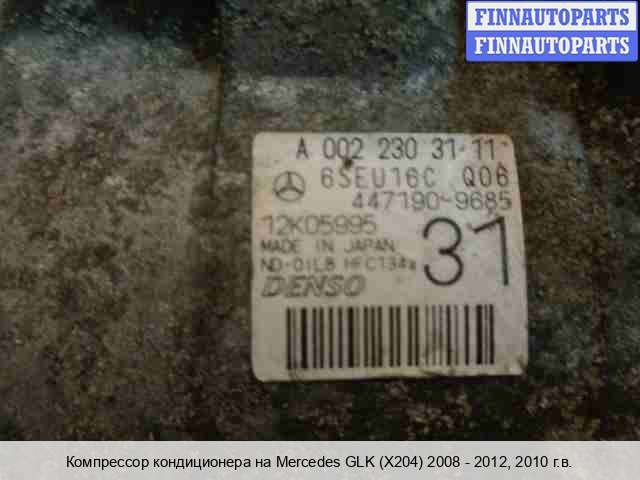 FINNAUTOPARTS
FINNAUTOPARTS
A 002 230 31 11
6SEU16C Q06
447190-9685
12K05995
31
MADE IN JAPAN
ND-OIL8 HFC134a
DENSO
Компрессор кондиционера на Mercedes GLK (X204) 2008 - 2012, 2010 г.в.